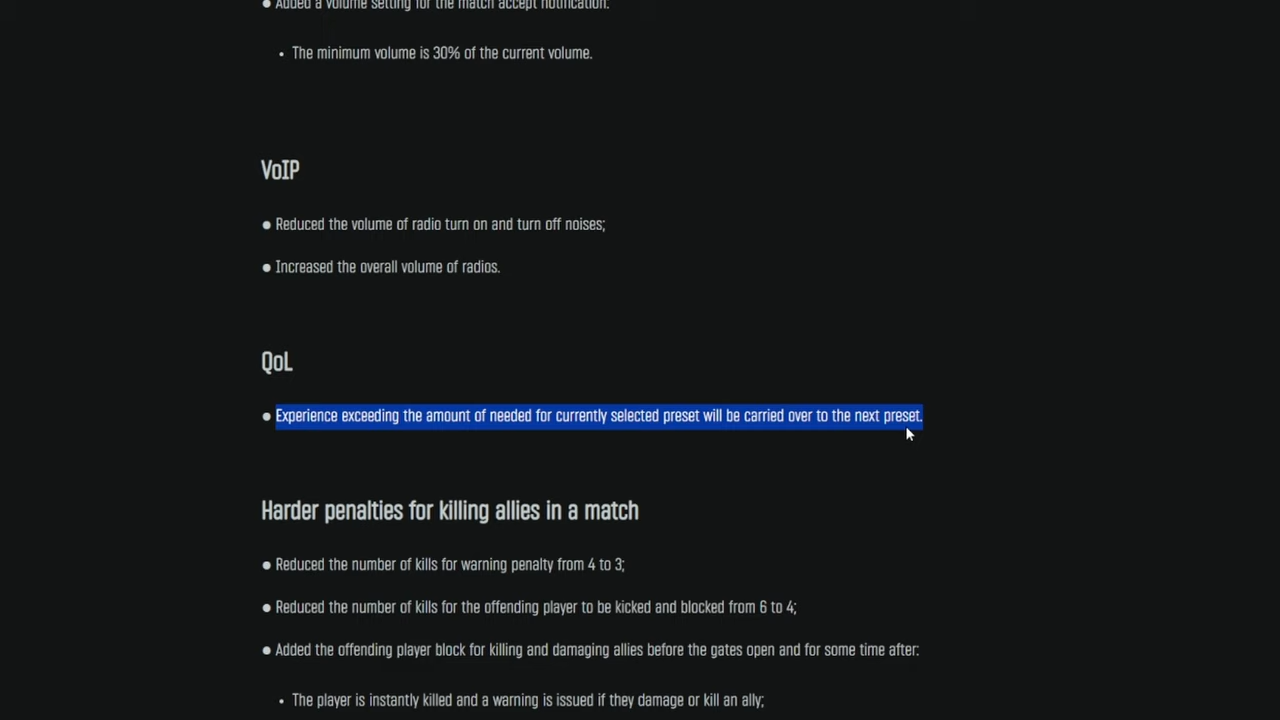 ● Added a volume setting for the match accept notification:
• The minimum volume is 30% of the current volume.
VoIP
● Reduced the volume of radio turn on and turn off noises;
● Increased the overall volume of radios.
QoL
● Experience exceeding the amount of needed for currently selected preset will be carried over to the next preset.
Harder penalties for killing allies in a match
● Reduced the number of kills for warning penalty from 4 to 3;
● Reduced the number of kills for the offending player to be kicked and blocked from 6 to 4;
● Added the offending player block for killing and damaging allies before the gates open and for some time after:
• The player is instantly killed and a warning is issued if they damage or kill an ally;